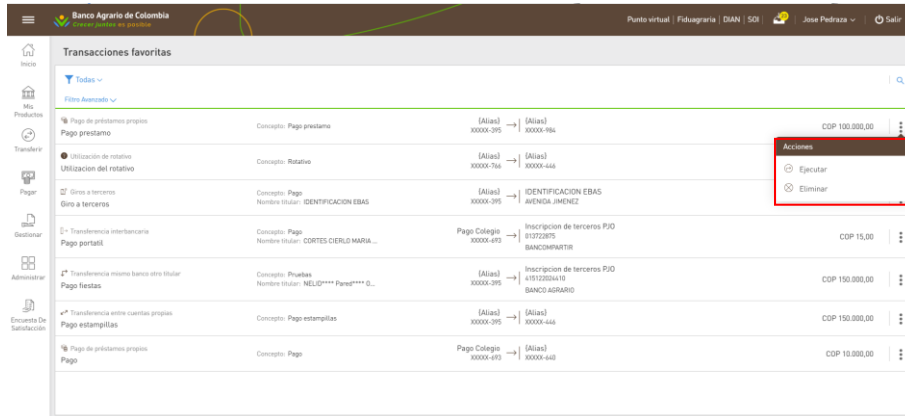 Banco Agrario de Colombia
Crecer juntos es posible
Punto virtual | Fiduagraria | DIAN | SOI |
Jose Pedraza
Salir
Inicio
Mis
Productos
Transferir
Pagar
Gestionar
Administrar
Encuesta De
Satisfacción
Transacciones favoritas
Todas
Filtro Avanzado
Pago de préstamos propios
Pago prestamo
Concepto: Pago prestamo
(Alias)
XXXXX-395
(Alias)
XXXXX-984
COP 100.000,00
Acciones
Ejecutar
Eliminar
Utilización de rotativo
Utilizacion del rotativo
Concepto: Rotativo
(Alias)
XXXXX-766
(Alias)
XXXXX-446
Giros a terceros
Giro a terceros
Concepto: Pago
Nombre titular: IDENTIFICACION EBAS
(Alias)
XXXXX-395
IDENTIFICACION EBAS
AVENIDA JIMENEZ
Transferencia interbancaria
Pago portatil
Concepto: Pago
Nombre titular: CORTES CIERLO MARIA ...
Pago Colegio
XXXXX-693
Inscripcion de terceros PJO
013722875
BANCOMPARTIR
COP 15,00
Transferencia mismo banco otro titular
Pago fiestas
Concepto: Pruebas
Nombre titular: NELID**** Pared**** G...
(Alias)
XXXXX-395
Inscripcion de terceros PJO
415122024410
BANCO AGRARIO
COP 150.000,00
Transferencia entre cuentas propias
Pago estampillas
Concepto: Pago estampillas
(Alias)
XXXXX-395
(Alias)
XXXXX-446
COP 150.000,00
Pago de préstamos propios
Pago
Concepto: Pago
Pago Colegio
XXXXX-693
(Alias)
XXXXX-640
COP 10.000,00